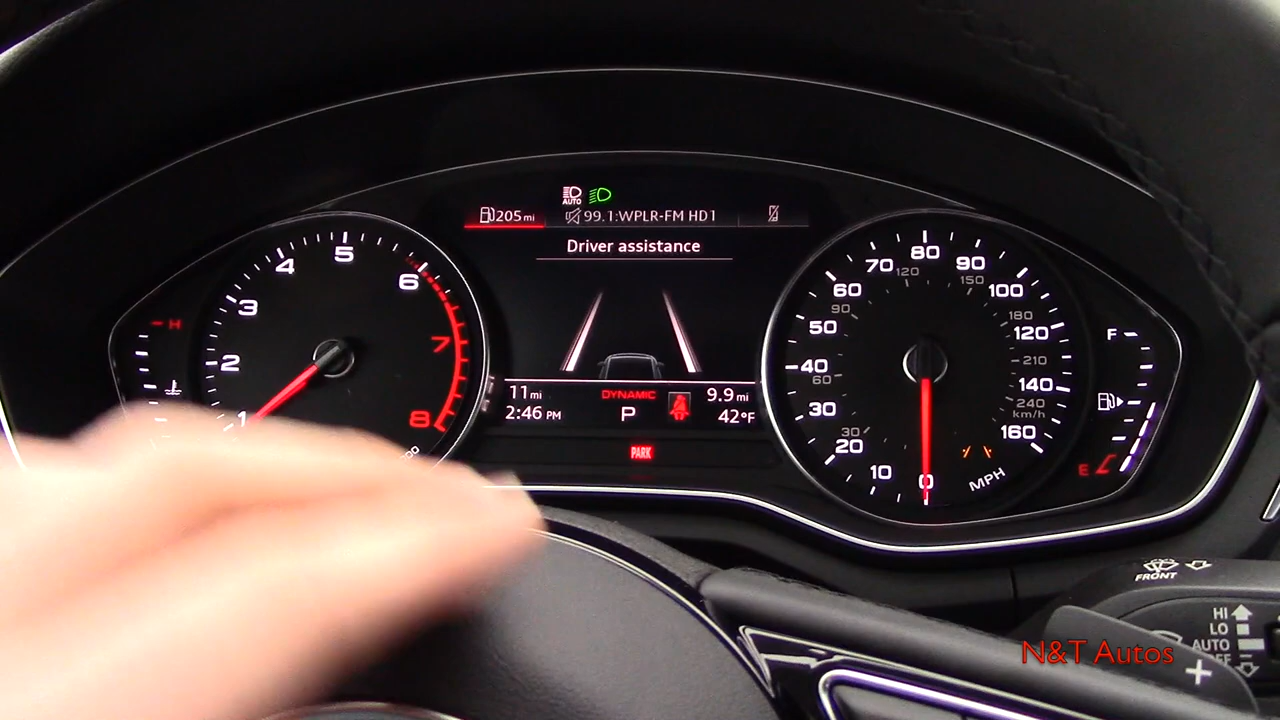 AUTO
205 mi
99.1:WPLR-FM HD1
Driver assistance
H
1
2
3
4
5
6
7
8
11 mi
2:46 PM
DYNAMIC
P
9.9 mi
42°F
PARK
0
10
20
30
40
50
60
70
80
90
100
120
140
160
30
60
90
120
150
180
210
240
km/h
MPH
F
E
FRONT
HI
LO
AUTO
N&T Autos
+